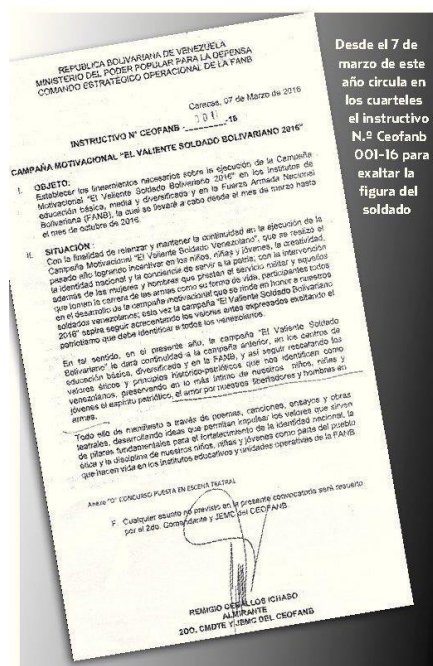 REPUBLICA BOLIVARIANA DE VENEZUELA
MINISTERIO DEL PODER POPULAR PARA LA DEFENSA
COMANDO ESTRATÉGICO OPERACIONAL DE LA FANB
Caracas, 07 de Marzo de 2016
INSTRUCTIVO Nº CEOFANB - -16
CAMPAÑA MOTIVACIONAL "EL VALIENTE SOLDADO BOLIVARIANO 2016"
I. OBJETO:
Establecer los lineamientos necesarios sobre la ejecución de la Campaña
Motivacional "El Valiente Soldado Bolivariano 2016" en los Institutos de
educación básica, media y diversificada y en la Fuerza Armada Nacional
Bolivariana (FANB), la cual se llevará a cabo desde el mes de marzo hasta
el mes de octubre de 2016.
II. SITUACIÓN:
Con la finalidad de relanzar y mantener la continuidad en la ejecución de la
Campaña Motivacional "El Valiente Soldado Venezolano", que se realizó el
pasado año logrando incentivar en los niños, niñas y jóvenes, la creatividad,
la identidad nacional y la conciencia de servir a la patria; con la intervención
además de las mujeres y hombres que prestan el servicio militar y aquellos
que toman la carrera de las armas como su forma de vida, participantes todos
en el desarrollo de la campaña motivacional que se rinde en honor a nuestros
soldados venezolanos; esta vez la campaña "El Valiente Soldado Bolivariano
2016" aspira seguir acrecentando los valores antes expresados exaltando el
patriotismo que debe identificar a todos los venezolanos.
En tal sentido, en el presente año, la campaña "El Valiente Soldado
Bolivariano" le dará continuidad a la campaña anterior, en los centros de
educación básica, diversificada y en la FANB, y así seguir rescatando los
valores éticos y principios histórico-patrióticos que nos identifican como
venezolanos, preservando en lo más íntimo de nuestros niños, niñas y
jóvenes el espíritu patriótico, el amor por nuestros libertadores y hombres en
armas.
Todo ello de manifiesto a través de poemas, canciones, ensayos y obras
teatrales, desarrollando ideas que permitan impulsar los valores que sirven
de pilares fundamentales para el fortalecimiento de la identidad nacional, la
ética y la disciplina de nuestros niños, niñas y jóvenes como parte del pueblo
que hacen vida en los institutos educativos y unidades operativas de la FANB.
Anexo "D" CONCURSO PUESTA EN ESCENA TEATRAL
F. Cualquier asunto no previsto en la presente convocatoria será resuelto
por el 2do. Comandante y JEMC del CEOFANB.
REMIGIO CEBALLOS ICHASO
ALMIRANTE
2DO. CMDTE Y JEMC DEL CEOFANB
Desde el 7 de
marzo de este
año circula en
los cuarteles
el instructivo
N.º Ceofanb
001-16 para
exaltar la
figura del
soldado